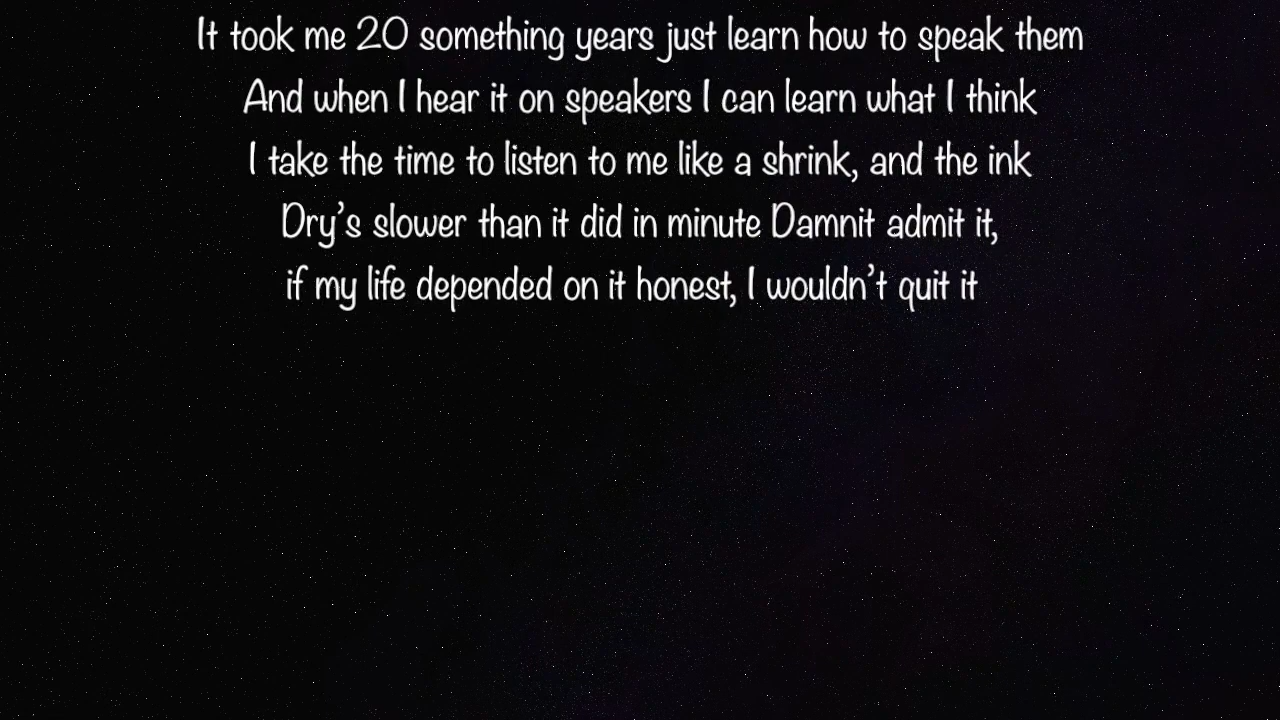 It took me 20 something years just learn how to speak them
And when I hear it on speakers I can learn what I think
I take the time to listen to me like a shrink, and the ink
Dry's slower than it did in minute Damnit admit it,
if my life depended on it honest, I wouldn't quit it